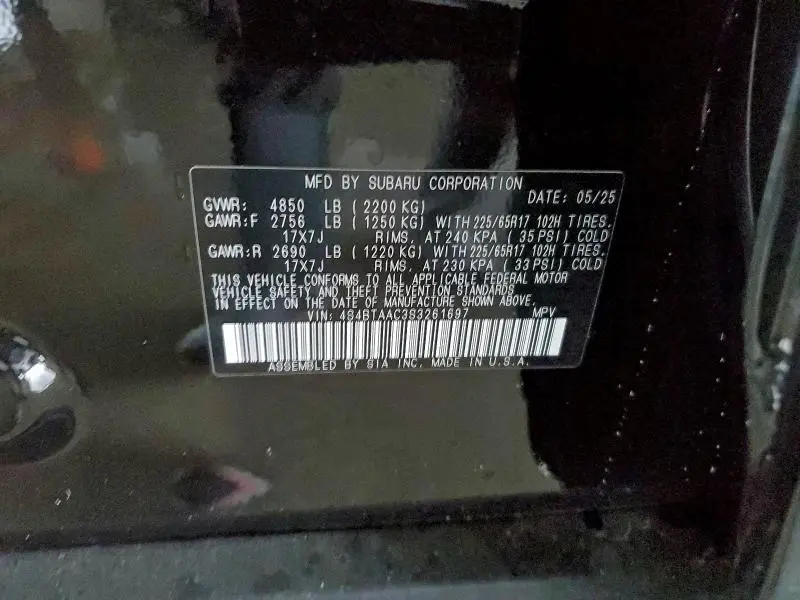 MFD BY SUBARU CORPORATION
DATE: 05/25
GVWR: 4850 LB ( 2200 KG)
GAWR:F 2756 LB ( 1250 KG) WITH 225/65R17 102H TIRES.
17X7J RIMS, AT 240 KPA ( 35 PSI) COLD
GAWR:R 2690 LB ( 1220 KG) WITH 225/65R17 102H TIRES.
17X7J RIMS, AT 230 KPA ( 33 PSI) COLD
THIS VEHICLE CONFORMS TO ALL APPLICABLE FEDERAL MOTOR
VEHICLE SAFETY AND THEFT PREVENTION STANDARDS
IN EFFECT ON THE DATE OF MANUFACTURE SHOWN ABOVE.
VIN: 4S4BTAAC3S3261697 MPV
ASSEMBLED BY SIA INC. MADE IN U.S.A.